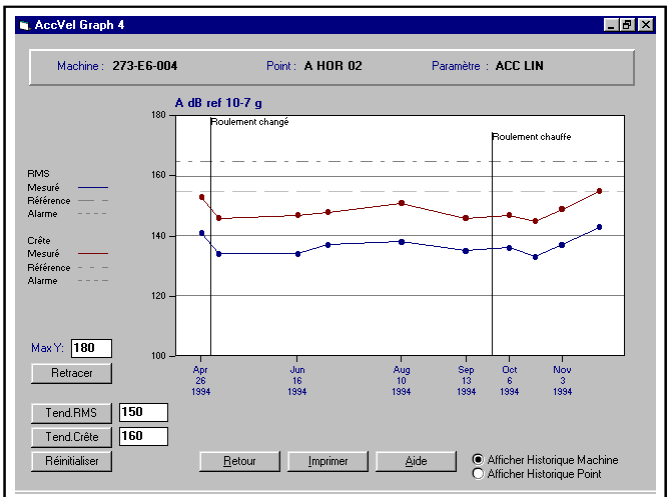 AccVel Graph 4
Machine : 273-E6-004 Point : A HOR 02 Paramètre : ACC LIN
A dB ref 10-7 g
180
160
140
120
100
Roulement changé
Roulement chauffe
RMS
Mesuré
Référence
Alarme
Crête
Mesuré
Référence
Alarme
Apr 26 1994
Jun 16 1994
Aug 10 1994
Sep 13 1994
Oct 6 1994
Nov 3 1994
Max Y: 180
Retracer
Tend.RMS 150
Tend.Crête 160
Réinitialiser
Retour
Imprimer
Aide
Afficher Historique Machine
Afficher Historique Point